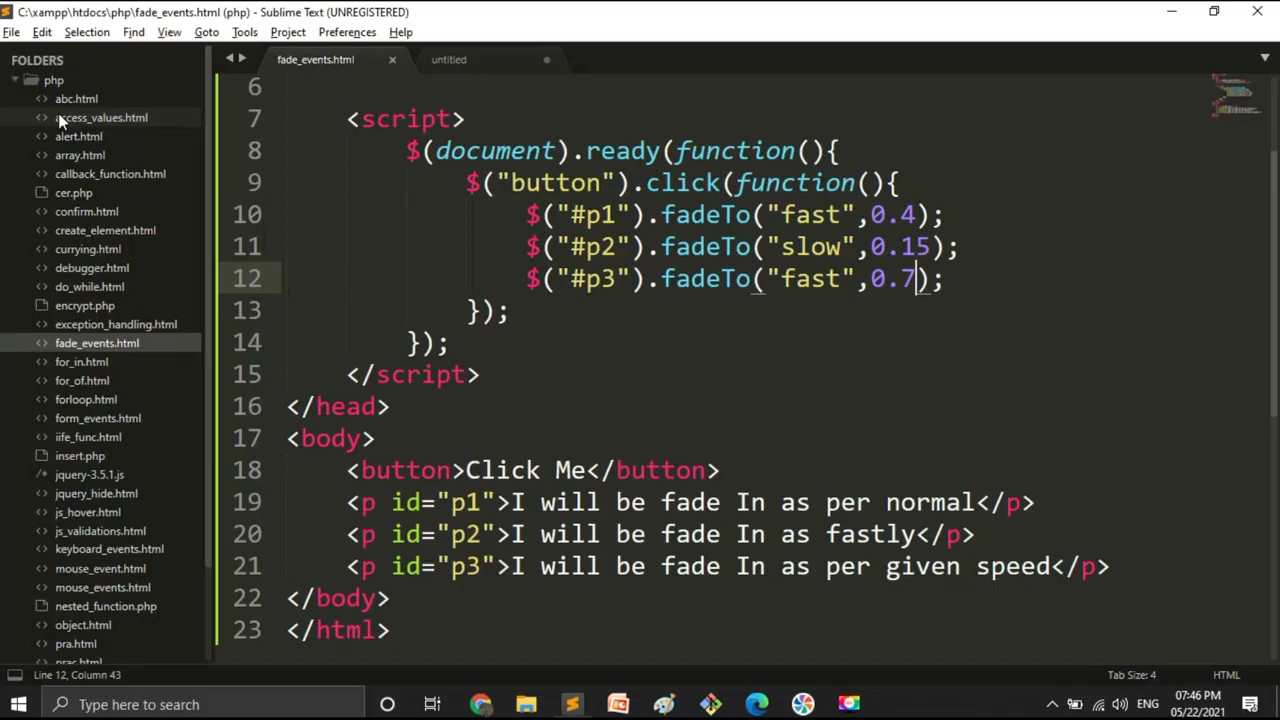 C:\xampp\htdocs\php\fade_events.html (php) - Sublime Text (UNREGISTERED)
File Edit Selection Find View Goto Tools Project Preferences Help
FOLDERS
php
abc.html
access_values.html
alert.html
array.html
callback_function.html
cer.php
confirm.html
create_element.html
currying.html
debugger.html
do_while.html
encrypt.php
exception_handling.html
fade_events.html
for_in.html
for_of.html
forloop.html
form_events.html
iife_func.html
insert.php
jquery-3.5.1.js
jquery_hide.html
js_hover.html
js_validations.html
keyboard_events.html
mouse_event.html
mouse_events.html
nested_function.php
object.html
pra.html
prac.html
fade_events.html untitled
6
7 <script>
8 $(document).ready(function(){
9 $("button").click(function(){
10 $("#p1").fadeTo("fast",0.4);
11 $("#p2").fadeTo("slow",0.15);
12 $("#p3").fadeTo("fast",0.7);
13 });
14 });
15 </script>
16 </head>
17 <body>
18 <button>Click Me</button>
19 <p id="p1">I will be fade In as per normal</p>
20 <p id="p2">I will be fade In as fastly</p>
21 <p id="p3">I will be fade In as per given speed</p>
22 </body>
23 </html>
Line 12, Column 43
Tab Size: 4 HTML
Type here to search
ENG
07:46 PM
05/22/2021